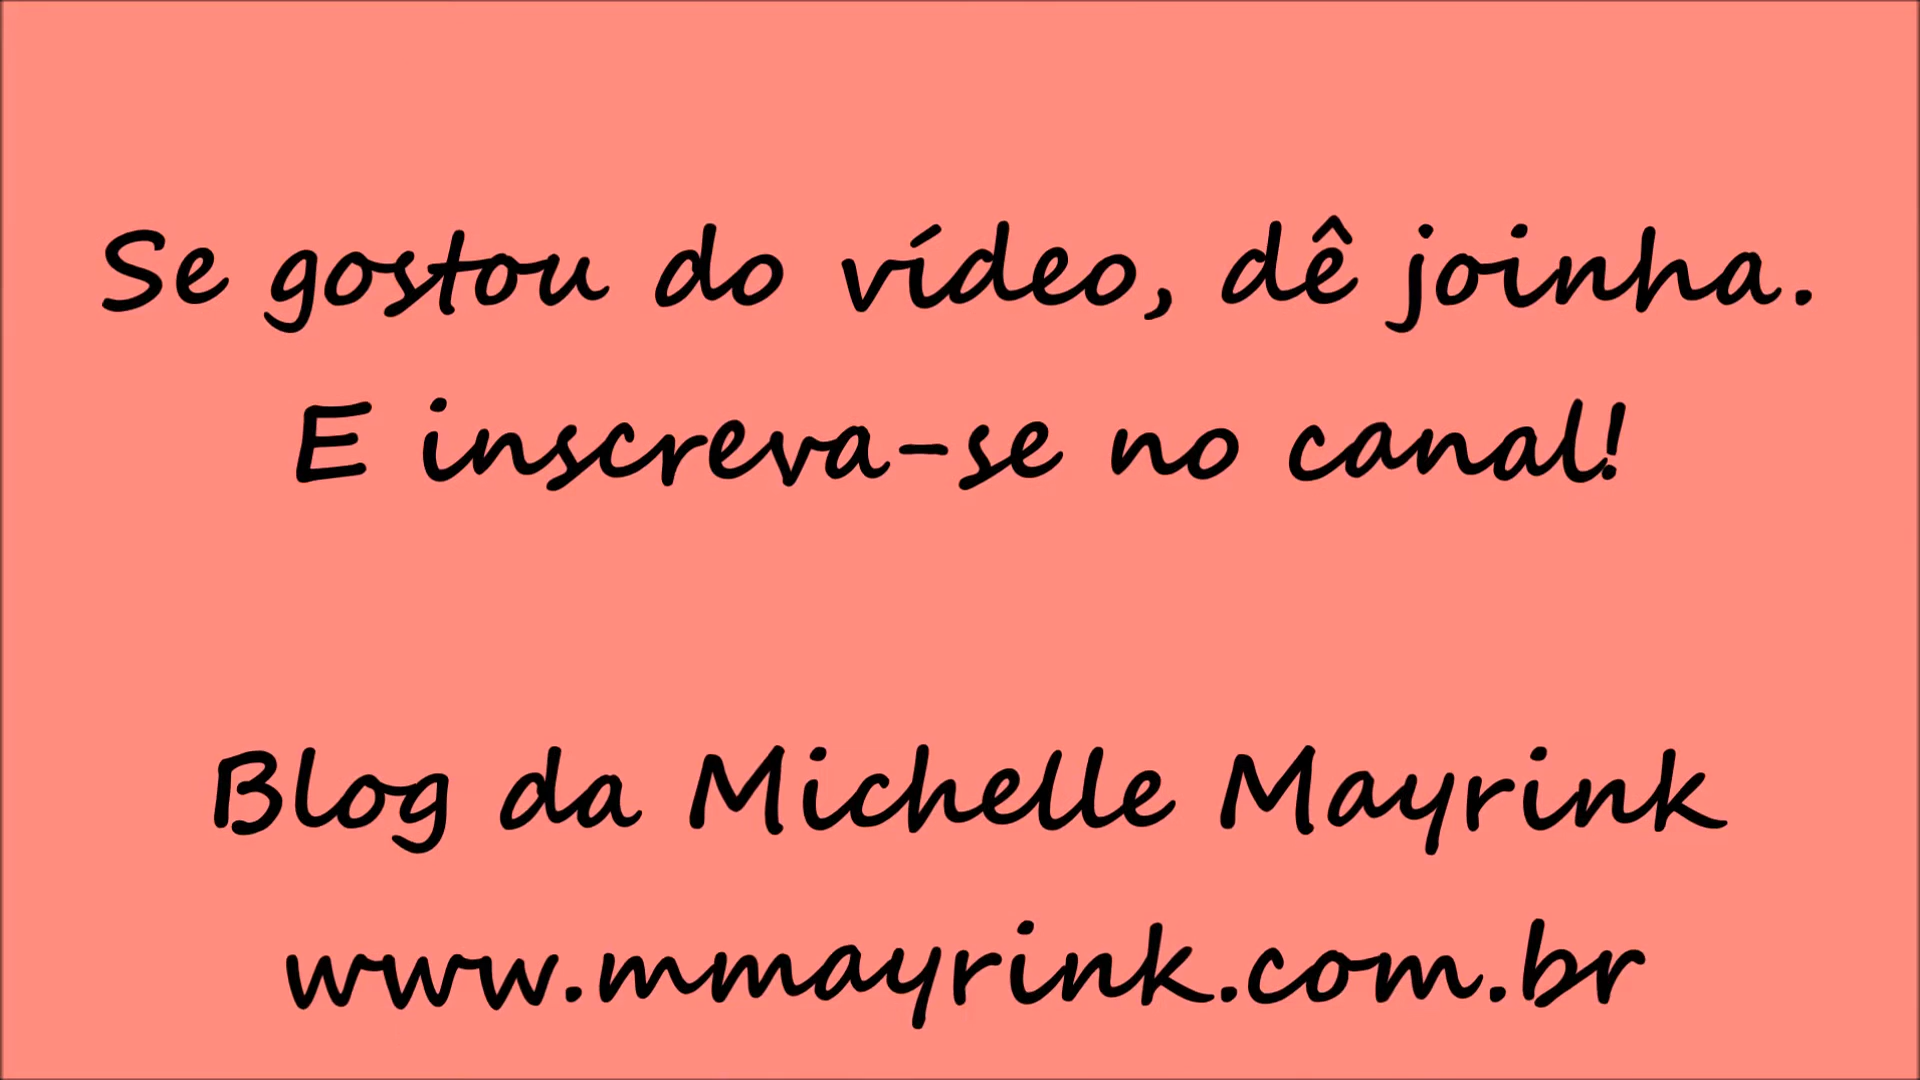 Se gostou do vídeo, dê joinha.
E inscreva-se no canal!
Blog da Michelle Mayrink
www.mmayrink.com.br